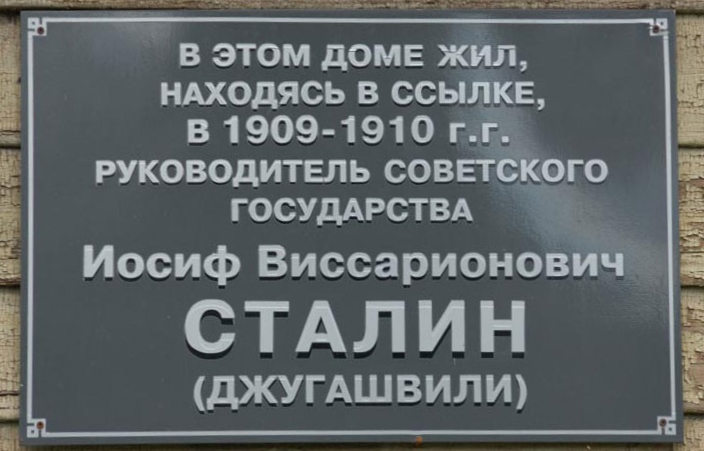 В ЭТОМ ДОМЕ ЖИЛ,
НАХОДЯСЬ В ССЫЛКЕ,
В 1909-1910 г.г.
РУКОВОДИТЕЛЬ СОВЕТСКОГО
ГОСУДАРСТВА
Иосиф Виссарионович
СТАЛИН
(ДЖУГАШВИЛИ)